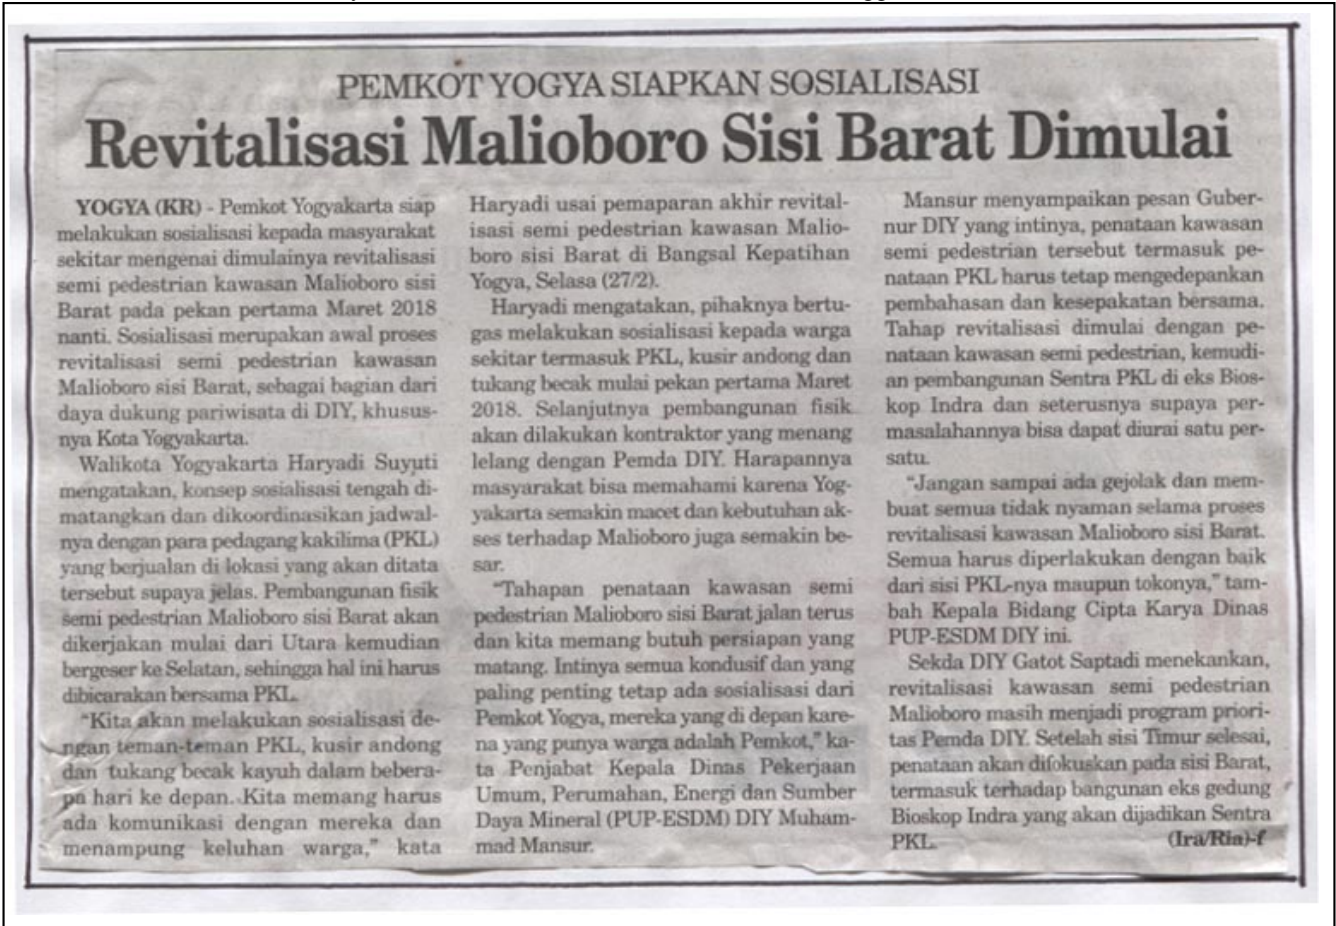 PEMKOT YOGYA SIAPKAN SOSIALISASI
Revitalisasi Malioboro Sisi Barat Dimulai
YOGYA (KR) - Pemkot Yogyakarta siap
melakukan sosialisasi kepada masyarakat
sekitar mengenai dimulainya revitalisasi
semi pedestrian kawasan Malioboro sisi
Barat pada pekan pertama Maret 2018
nanti. Sosialisasi merupakan awal proses
revitalisasi semi pedestrian kawasan
Malioboro sisi Barat, sebagai bagian dari
daya dukung pariwisata di DIY, khusus-
nya Kota Yogyakarta.
Walikota Yogyakarta Haryadi Suyuti
mengatakan, konsep sosialisasi tengah di-
matangkan dan dikoordinasikan jadwal-
nya dengan para pedagang kakilima (PKL)
yang berjualan di lokasi yang akan ditata
tersebut supaya jelas. Pembangunan fisik
semi pedestrian Malioboro sisi Barat akan
dikerjakan mulai dari Utara kemudian
bergeser ke Selatan, sehingga hal ini harus
dibicarakan bersama PKL.
"Kita akan melakukan sosialisasi de-
ngan teman-teman PKL, kusir andong
dan tukang becak kayuh dalam bebera-
pa hari ke depan. Kita memang harus
ada komunikasi dengan mereka dan
menampung keluhan warga," kata
Haryadi usai pemaparan akhir revital-
isasi semi pedestrian kawasan Malio-
boro sisi Barat di Bangsal Kepatihan
Yogya, Selasa (27/2).
Haryadi mengatakan, pihaknya bertu-
gas melakukan sosialisasi kepada warga
sekitar termasuk PKL, kusir andong dan
tukang becak mulai pekan pertama Maret
2018. Selanjutnya pembangunan fisik
akan dilakukan kontraktor yang menang
lelang dengan Pemda DIY. Harapannya
masyarakat bisa memahami karena Yog-
yakarta semakin macet dan kebutuhan ak-
ses terhadap Malioboro juga semakin be-
sar.
"Tahapan penataan kawasan semi
pedestrian Malioboro sisi Barat jalan terus
dan kita memang butuh persiapan yang
matang. Intinya semua kondusif dan yang
paling penting tetap ada sosialisasi dari
Pemkot Yogya, mereka yang di depan kare-
na yang punya warga adalah Pemkot," ka-
ta Penjabat Kepala Dinas Pekerjaan
Umum, Perumahan, Energi dan Sumber
Daya Mineral (PUP-ESDM) DIY Muham-
mad Mansur.
Mansur menyampaikan pesan Guber-
nur DIY yang intinya, penataan kawasan
semi pedestrian tersebut termasuk pe-
nataan PKL harus tetap mengedepankan
pembahasan dan kesepakatan bersama.
Tahap revitalisasi dimulai dengan pe-
nataan kawasan semi pedestrian, kemudi-
an pembangunan Sentra PKL di eks Bios-
kop Indra dan seterusnya supaya per-
masalahannya bisa dapat diurai satu per-
satu.
"Jangan sampai ada gejolak dan mem-
buat semua tidak nyaman selama proses
revitalisasi kawasan Malioboro sisi Barat.
Semua harus diperlakukan dengan baik
dari sisi PKL-nya maupun tokonya," tam-
bah Kepala Bidang Cipta Karya Dinas
PUP-ESDM DIY ini.
Sekda DIY Gatot Saptadi menekankan,
revitalisasi kawasan semi pedestrian
Malioboro masih menjadi program priori-
tas Pemda DIY. Setelah sisi Timur selesai,
penataan akan difokuskan pada sisi Barat,
termasuk terhadap bangunan eks gedung
Bioskop Indra yang akan dijadikan Sentra
PKL. (Ira/Ria)-f